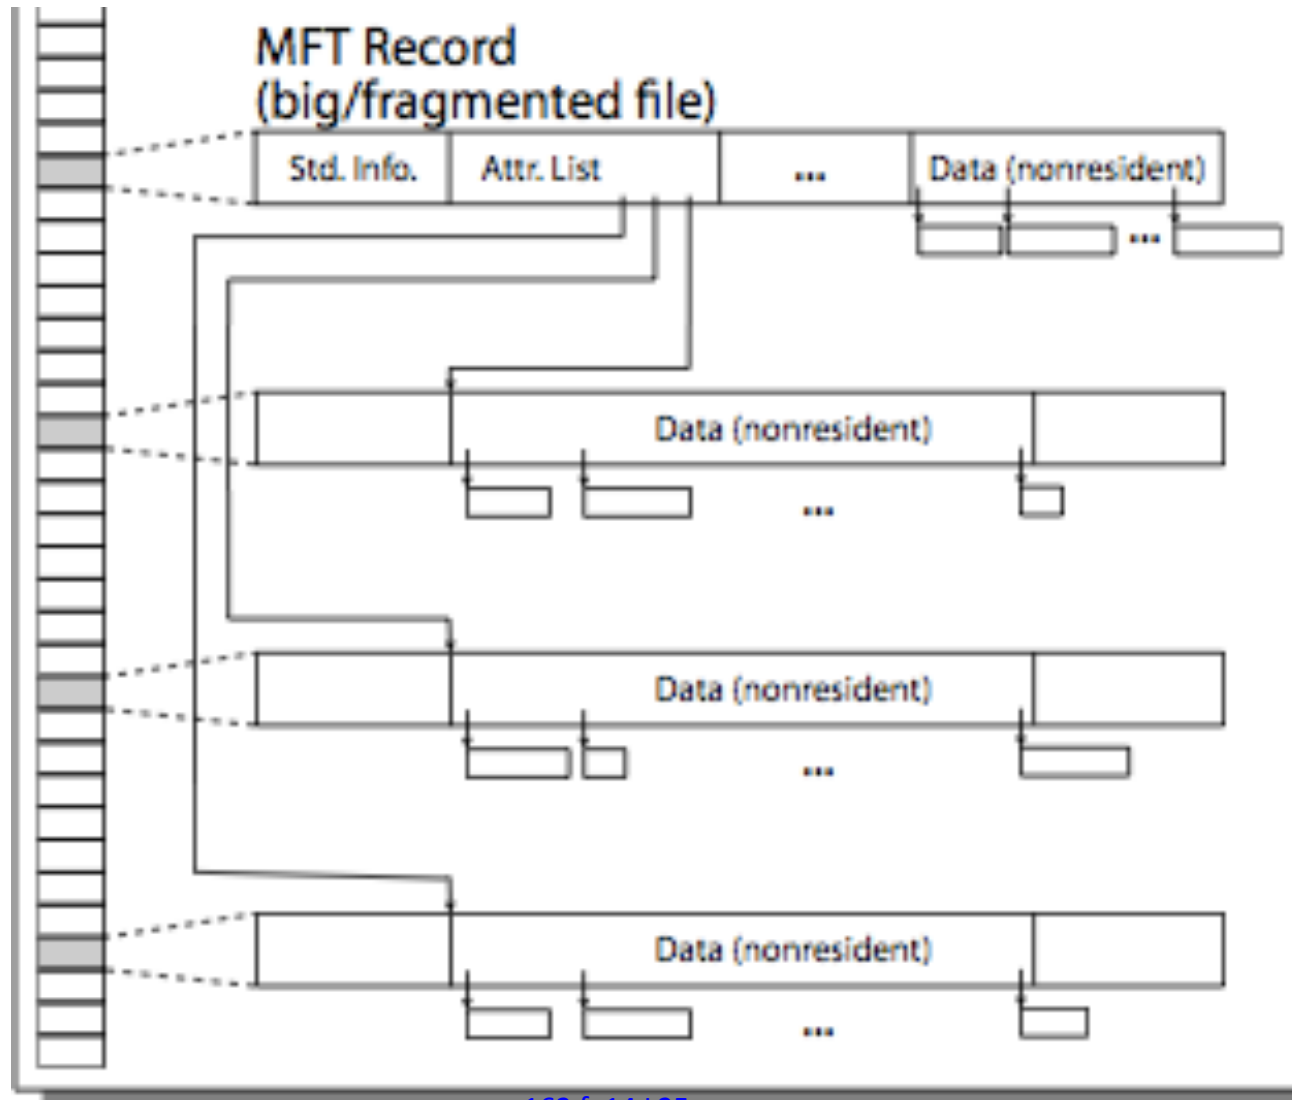 MFT Record
(big/fragmented file)
Std. Info. Attr. List ... Data (nonresident)
...
Data (nonresident)
...
Data (nonresident)
...
Data (nonresident)
...